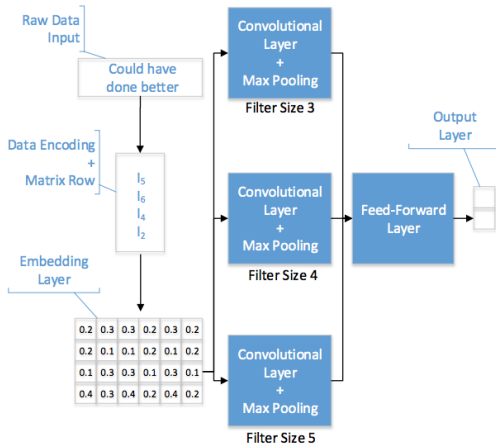 Raw Data
Input
Could have
done better
Data Encoding
+
Matrix Row
I5
I6
I4
I2
Embedding
Layer
0.2 0.3 0.3 0.2 0.3 0.2
0.2 0.1 0.1 0.2 0.1 0.2
0.1 0.3 0.3 0.1 0.3 0.1
0.4 0.3 0.4 0.2 0.4 0.2
Convolutional
Layer
+
Max Pooling
Filter Size 3
Convolutional
Layer
+
Max Pooling
Filter Size 4
Convolutional
Layer
+
Max Pooling
Filter Size 5
Feed-Forward
Layer
Output
Layer